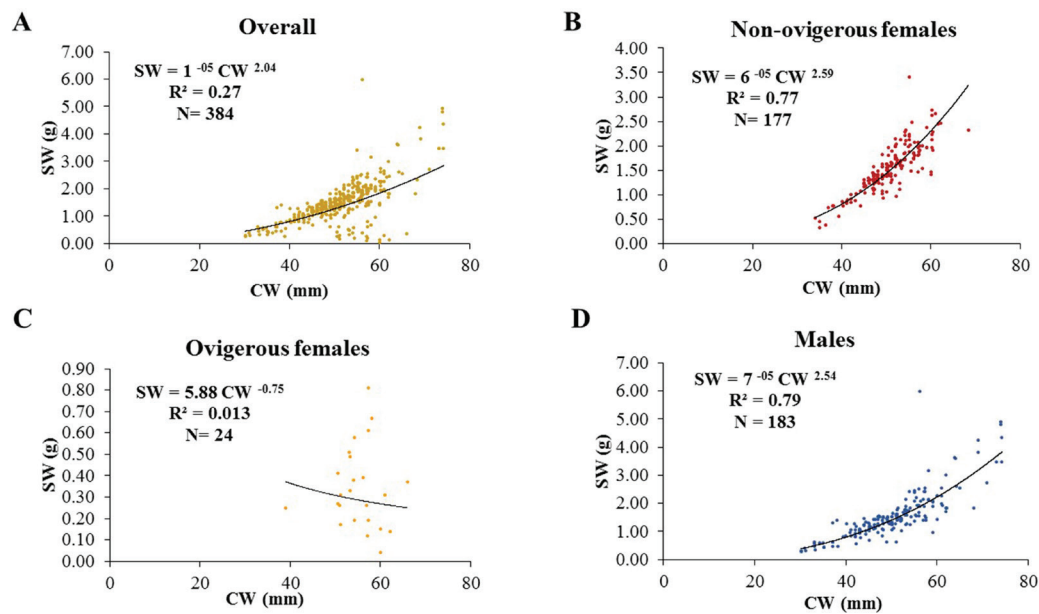 A
Overall
7.00
6.00
5.00
4.00
3.00
2.00
1.00
0.00
SW (g)
SW = 1 -05 CW 2.04
R² = 0.27
N= 384
0 20 40 60 80
CW (mm)
B
Non-ovigerous females
4.00
3.50
3.00
2.50
2.00
1.50
1.00
0.50
0.00
SW (g)
SW = 6 -05 CW 2.59
R² = 0.77
N= 177
0 20 40 60 80
CW (mm)
C
Ovigerous females
0.90
0.80
0.70
0.60
0.50
0.40
0.30
0.20
0.10
0.00
SW (g)
SW = 5.88 CW -0.75
R² = 0.013
N= 24
0 20 40 60 80
CW (mm)
D
Males
7.00
6.00
5.00
4.00
3.00
2.00
1.00
0.00
SW (g)
SW = 7 -05 CW 2.54
R² = 0.79
N = 183
0 20 40 60 80
CW (mm)